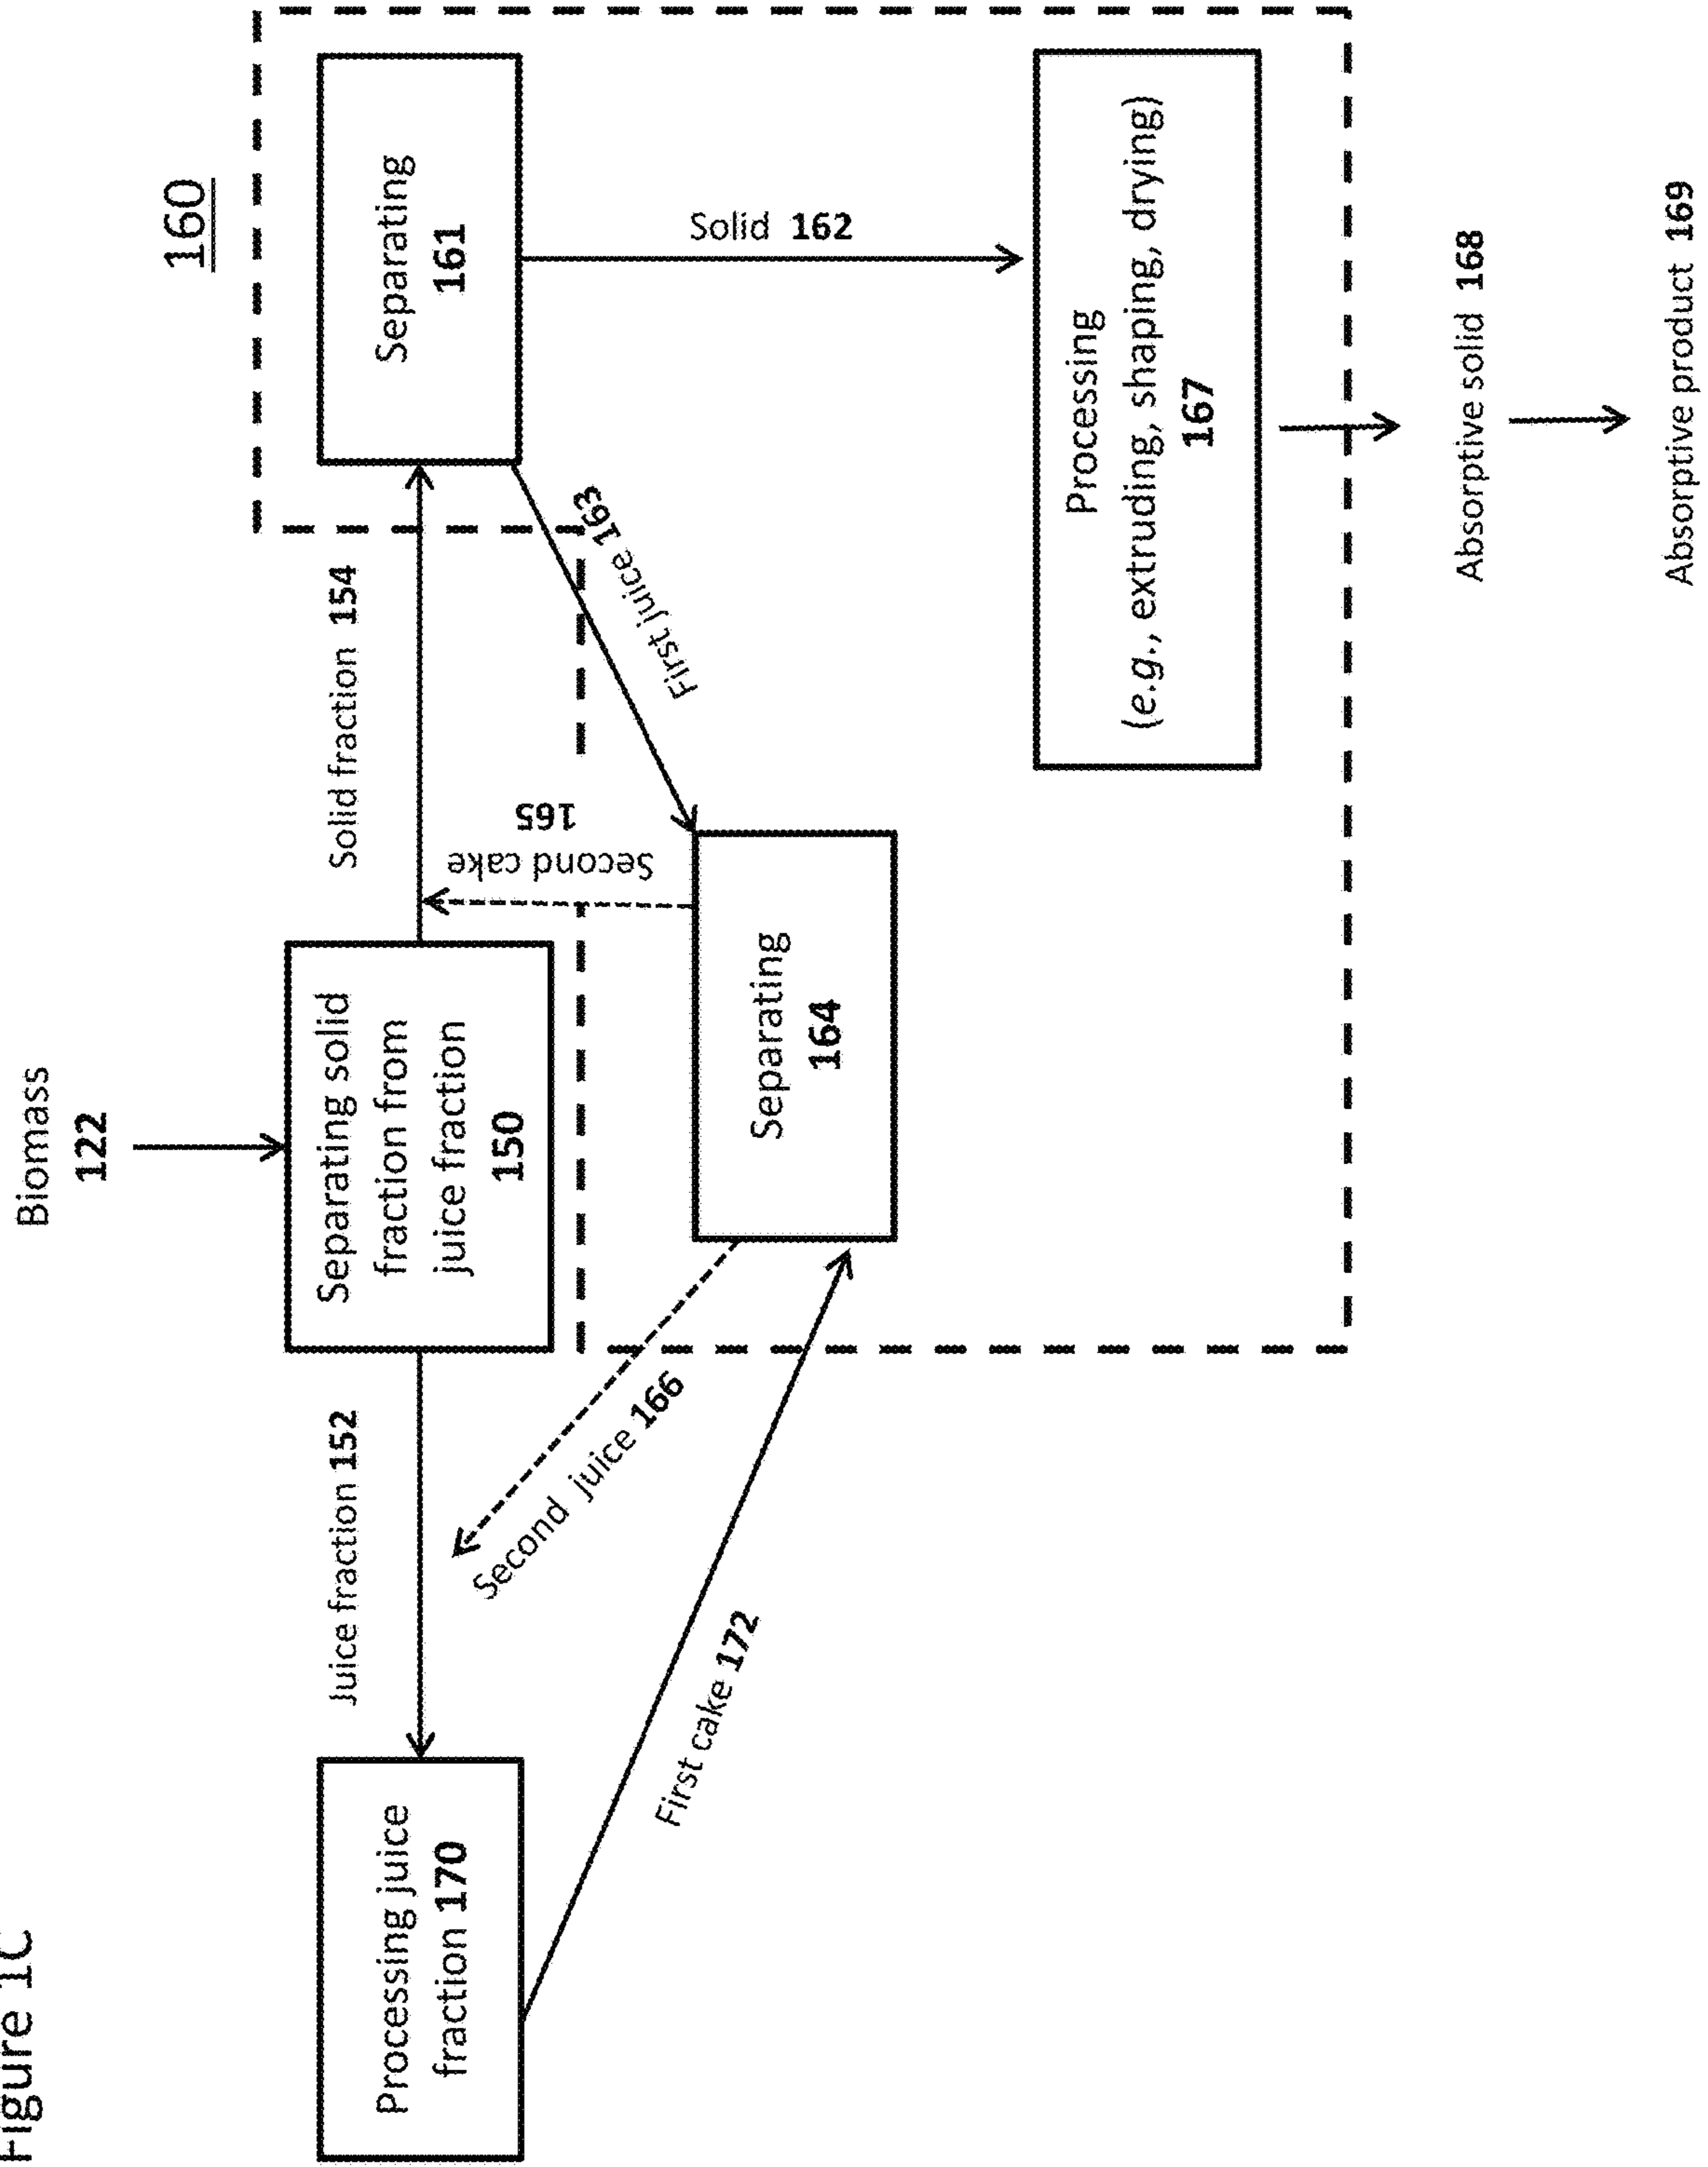 Figure 1C
Biomass
122
160
Juice fraction 152
Solid fraction 154
Processing juice
fraction 170
Separating solid
fraction from
juice fraction
150
Separating
161
Second cake
165
First juice 163
Second juice 166
First cake 172
Separating
164
Solid 162
Processing
(e.g., extruding, shaping, drying)
167
Absorptive solid 168
Absorptive product 169